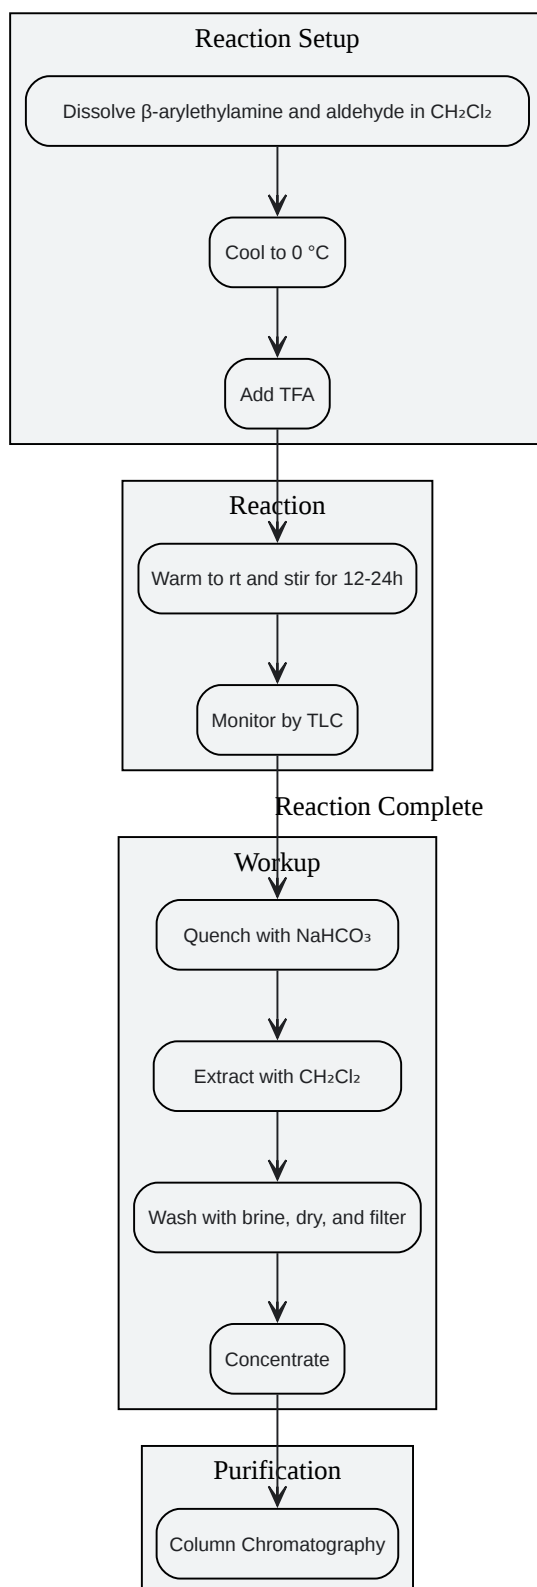 Reaction Setup
Dissolve β-arylethylamine and aldehyde in CH₂Cl₂
Cool to 0 °C
Add TFA
Reaction
Warm to rt and stir for 12-24h
Monitor by TLC
Reaction Complete
Workup
Quench with NaHCO₃
Extract with CH₂Cl₂
Wash with brine, dry, and filter
Concentrate
Purification
Column Chromatography